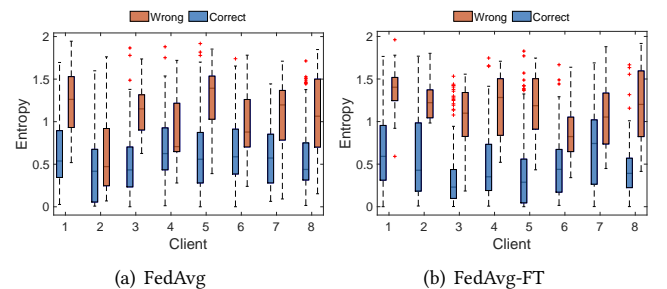 Wrong Correct
2
1.5
1
0.5
0
Entropy
1 2 3 4 5 6 7 8
Client
(a) FedAvg
Wrong Correct
2
1.5
1
0.5
0
Entropy
1 2 3 4 5 6 7 8
Client
(b) FedAvg-FT